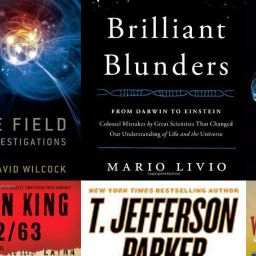 Brilliant
Blunders
FROM DARWIN TO EINSTEIN
Colossal Mistakes by Great Scientists That Changed
Our Understanding of Life and the Universe
MARIO LIVIO
E FIELD
ESTIGATIONS
DAVID WILCOCK
N KING
2/63
NEW YORK TIMES BESTSELLING AUTHOR
T. JEFFERSON
PARKER